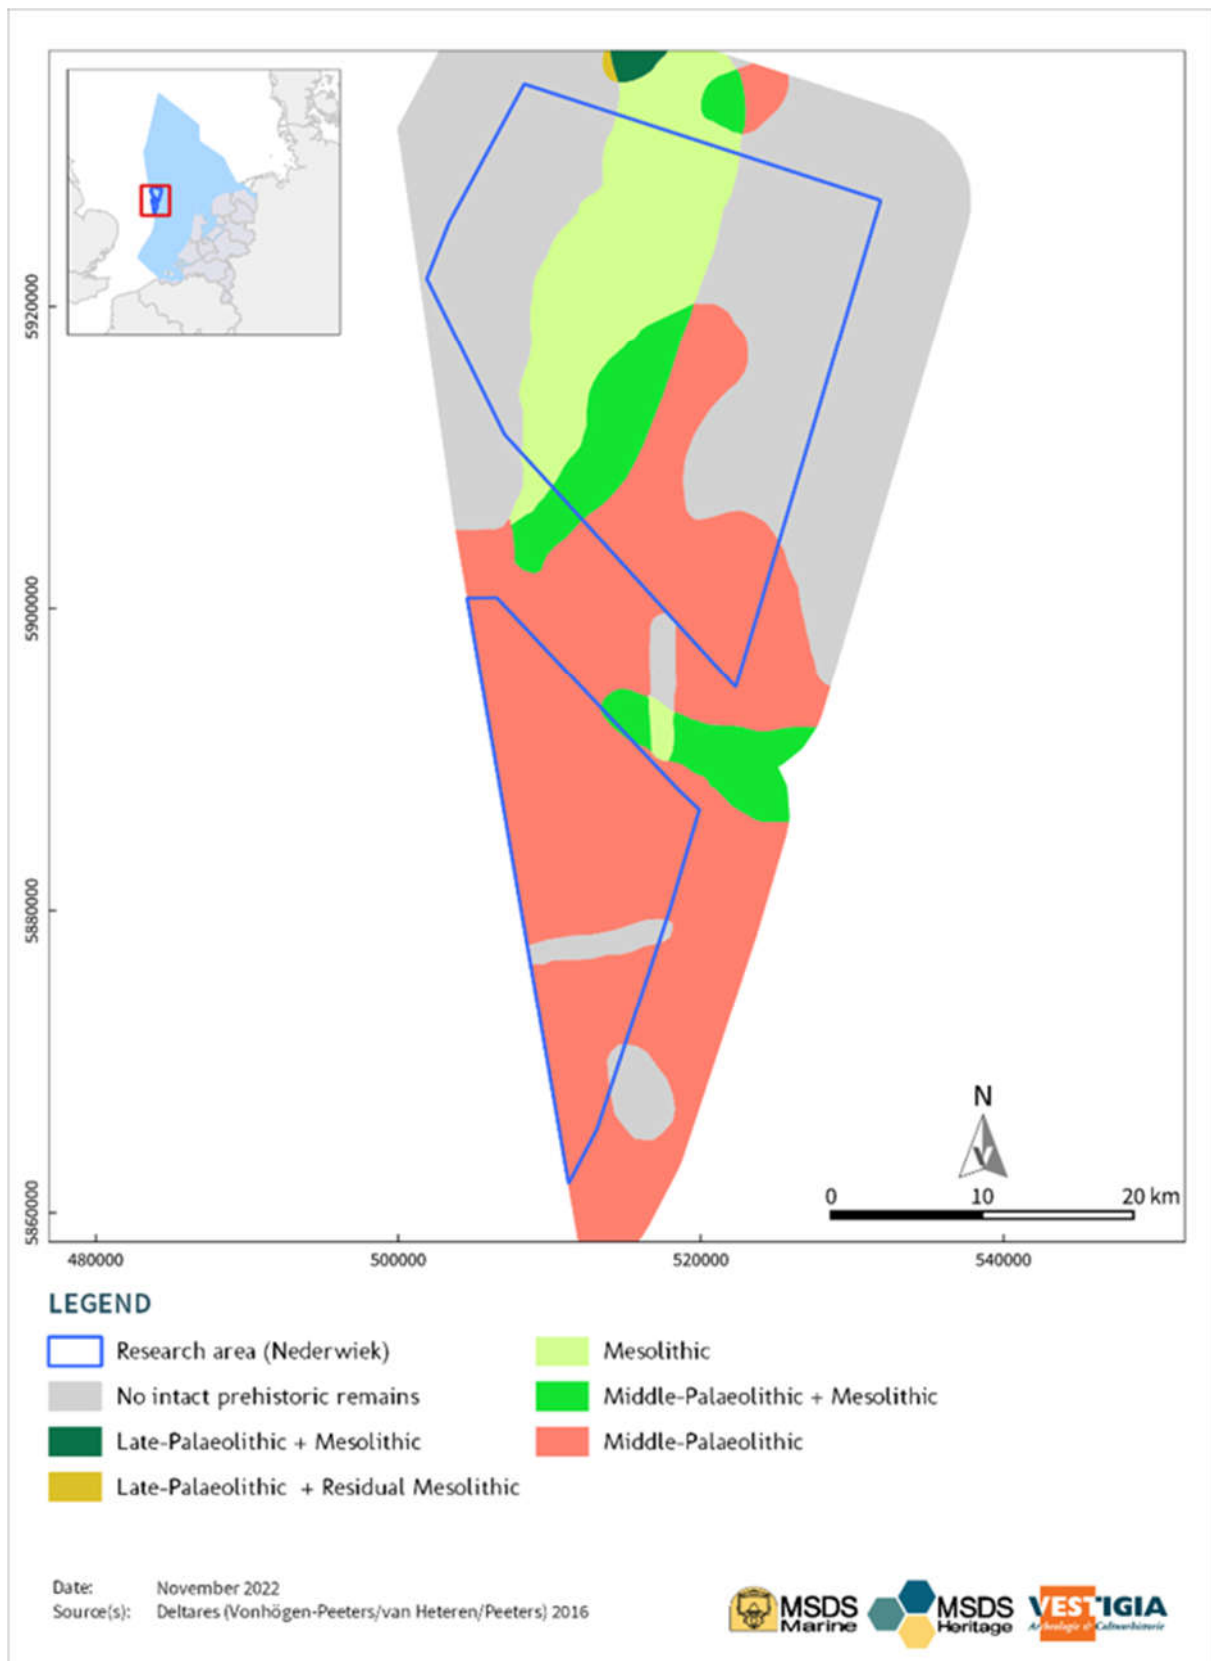 5920000
5900000
5880000
5860000
N
0 10 20 km
480000 500000 520000 540000
LEGEND
Research area (Nederwiek)
No intact prehistoric remains
Late-Palaeolithic + Mesolithic
Late-Palaeolithic + Residual Mesolithic
Mesolithic
Middle-Palaeolithic + Mesolithic
Middle-Palaeolithic
Date: November 2022
Source(s): Deltares (Vonhögen-Peeters/van Heteren/Peeters) 2016
MSDS
Marine
MSDS
Heritage
VESTIGIA
Archeologie & Cultuurhistorie